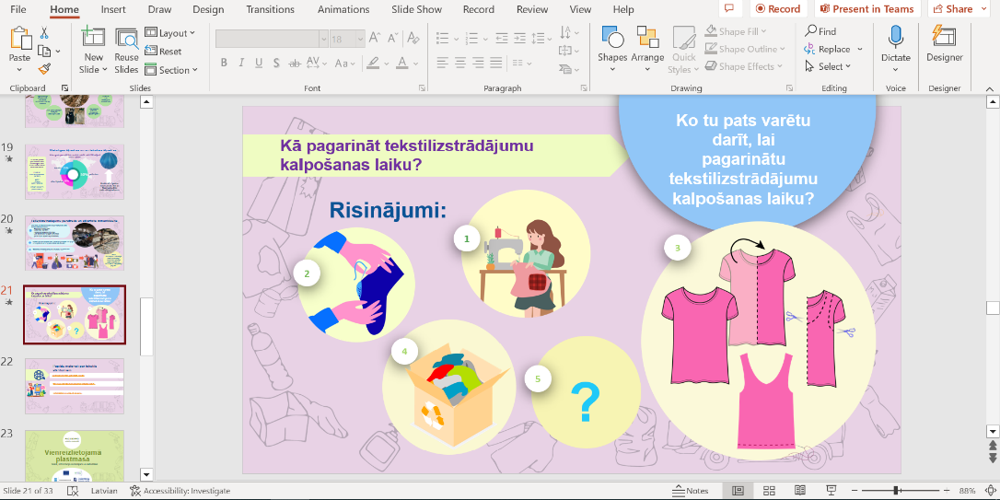 File Home Insert Draw Design Transitions Animations Slide Show Record Review View Help Record Present in Teams Share
Paste
New Slide
Reuse Slides
Layout
Reset
Section
18
Shapes
Arrange
Quick Styles
Shape Fill
Shape Outline
Shape Effects
Find
Replace
Select
Dictate
Designer
Clipboard Slides Font Paragraph Drawing Editing Voice Designer
19
20
21
22
23
Vienreizlietojamā
plastmasa
Kā pagarināt tekstilizstrādājumu
kalpošanas laiku?
Ko tu pats varētu
darīt, lai
pagarinātu
tekstilizstrādājumu
kalpošanas laiku?
Risinājumi:
1
2
3
4
5
?
Slide 21 of 33 Latvian Accessibility: Investigate Notes 88%